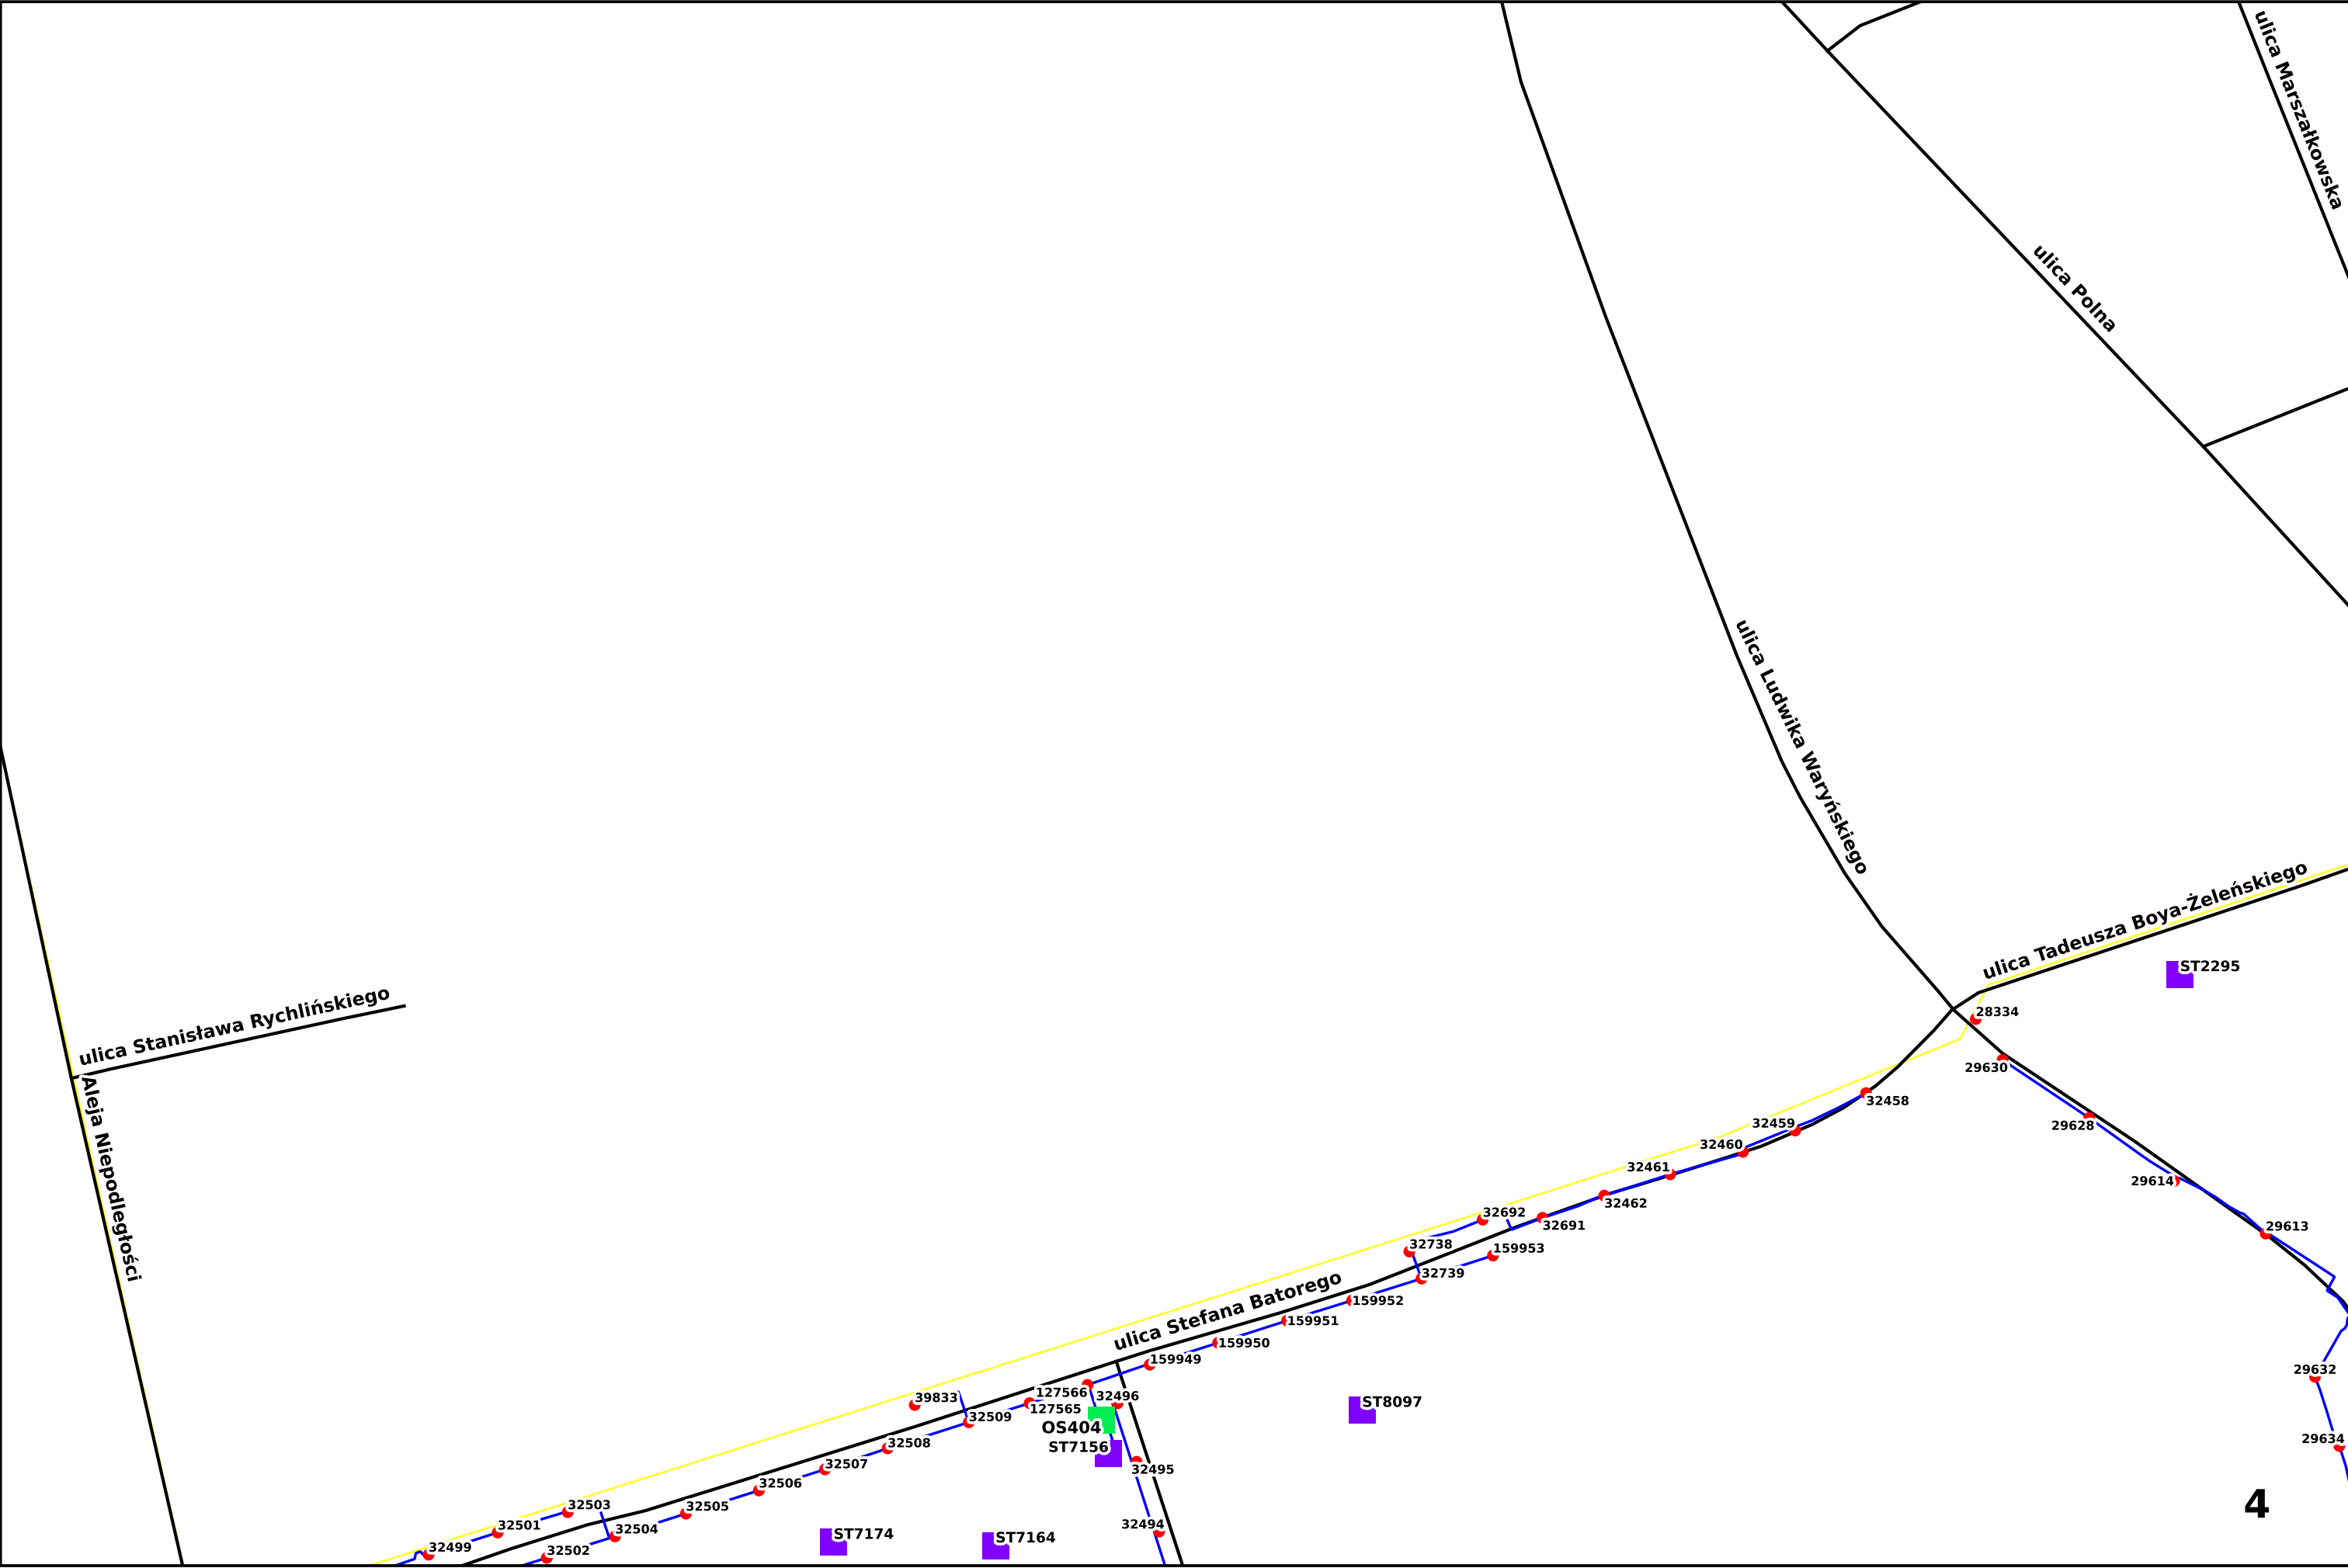 ulica Marszałkowska
ulica Polna
ulica Ludwika Waryńskiego
ulica Tadeusza Boya-Żeleńskiego
ST2295
ulica Stanisława Rychlińskiego
28334
29630
Aleja Niepodległości
32458
32459
29628
32460
32461
29614
32462
32692
32691
29613
32738
159953
32739
ulica Stefana Batorego
159952
159951
159950
159949
29632
127566
32496
39833
ST8097
127565
32509
OS404
29634
32508
ST7156
32507
32495
32506
4
32503
32505
32501
32494
32504
ST7174
ST7164
32499
32502